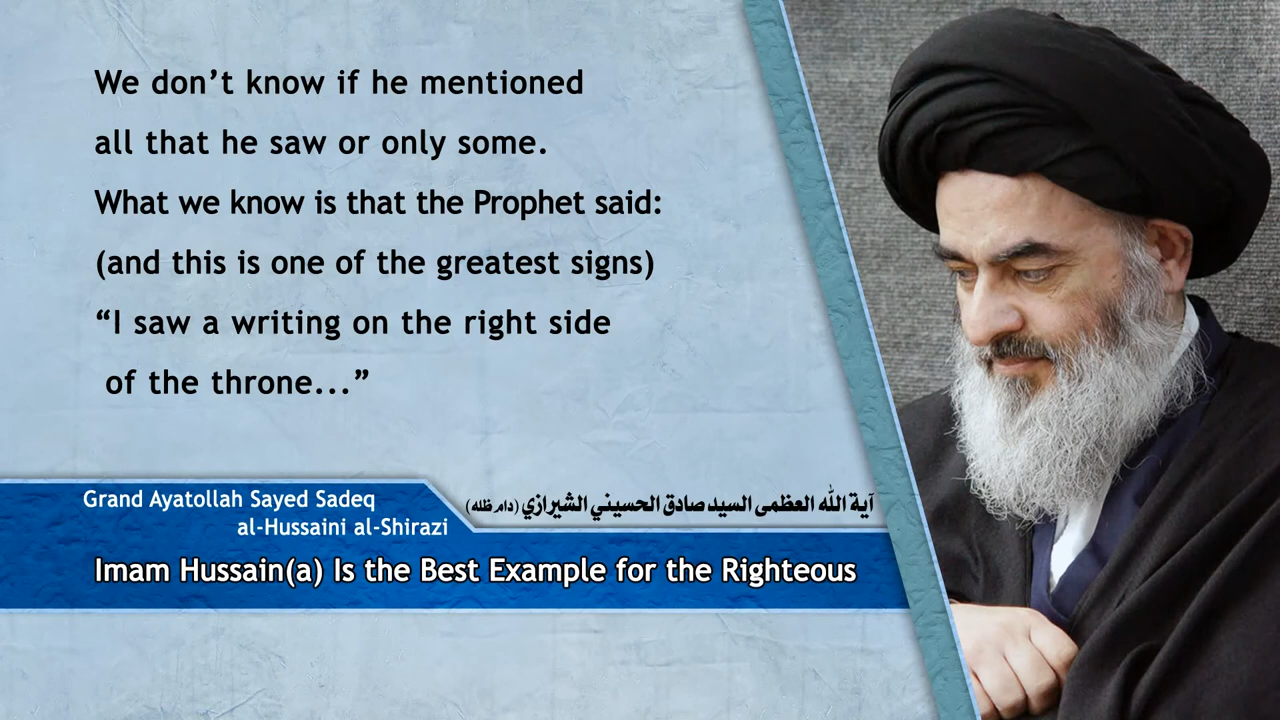 We don’t know if he mentioned
all that he saw or only some.
What we know is that the Prophet said:
(and this is one of the greatest signs)
“I saw a writing on the right side
of the throne...”
Grand Ayatollah Sayed Sadeq
al-Hussaini al-Shirazi
آية الله العظمى السيد صادق الحسيني الشيرازي (دام ظله)
Imam Hussain(a) Is the Best Example for the Righteous